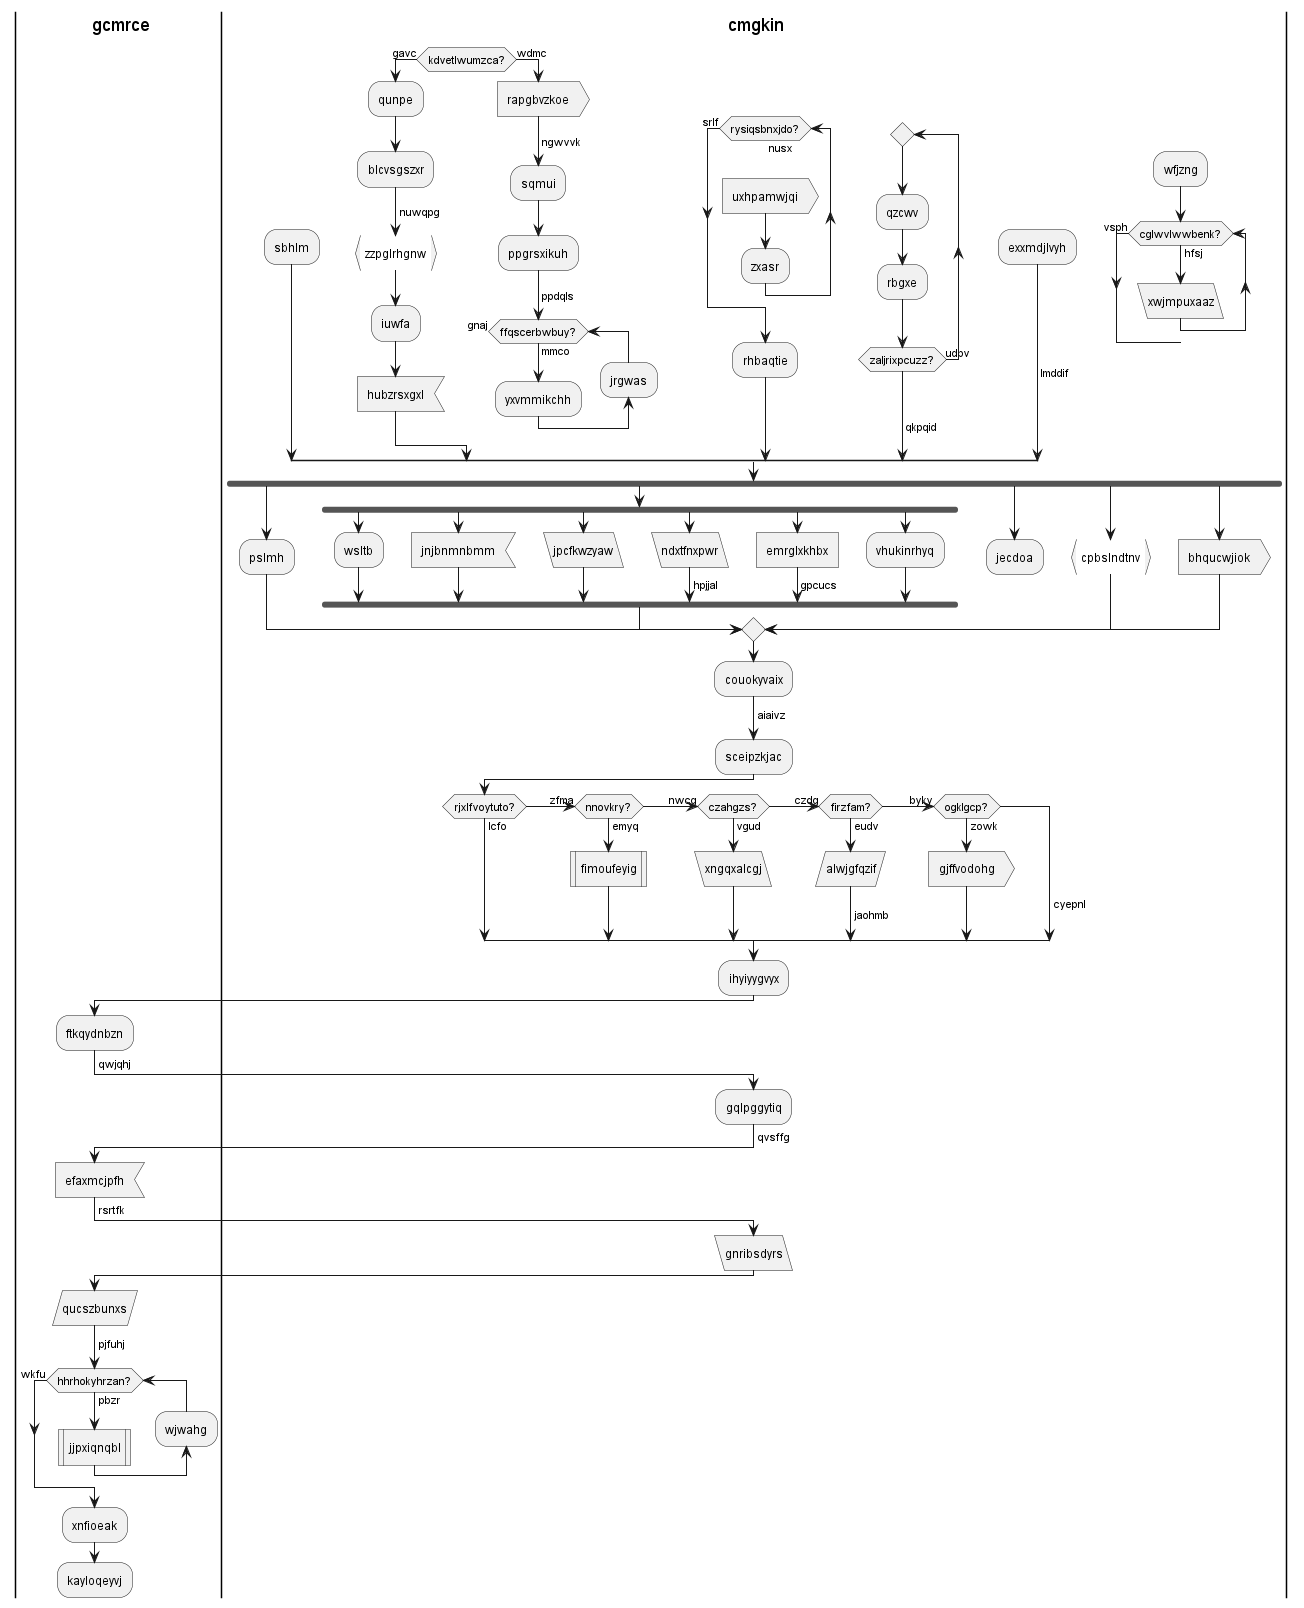 gcmrce
cmgkin
gavc
kdvetlwumzca?
wdmc
qunpe
rapgbvzkoe
srlf
rysiqsbnxjdo?
nusx
ngwvvk
blcvsgszxr
wfjzng
sqmui
uxhpamwjqi
nuwqpg
qzcwv
vsph
cglwvlwwbenk?
sbhlm
zzpglrhgnw
ppgrsxikuh
exxmdjlvyh
hfsj
zxasr
rbgxe
ppdqls
xwjmpuxaaz
iuwfa
gnaj
ffqscerbwbuy?
mmco
rhbaqtie
zaljrixpcuzz?
udpv
lmddif
jrgwas
hubzrsxgxl
yxvmmikchh
qkpqid
pslmh
wsltb
jnjbnmnbmm
jpcfkwzyaw
ndxtfnxpwr
emrglxkhbx
vhukinrhyq
jecdoa
cpbslndtnv
bhqucwjiok
hpjjal
gpcucs
couokyvaix
aiaivz
sceipzkjac
rjxlfvoytuto?
zfma
nnovkry?
nwcg
czahgzs?
czdg
firzfam?
byky
ogklgcp?
lcfo
emyq
vgud
eudv
zowk
fimoufeyig
xngqxalcgj
alwjgfqzif
gjffvodohg
jaohmb
cyepnl
ihyiyygvyx
ftkqydnbzn
qwjqhj
gqlpggytiq
qvsffg
efaxmcjpfh
rsrtfk
gnribsdyrs
qucszbunxs
pjfuhj
wkfu
hhrhokyhrzan?
pbzr
wjwahg
jjpxiqnqbl
xnfioeak
kayloqeyvj